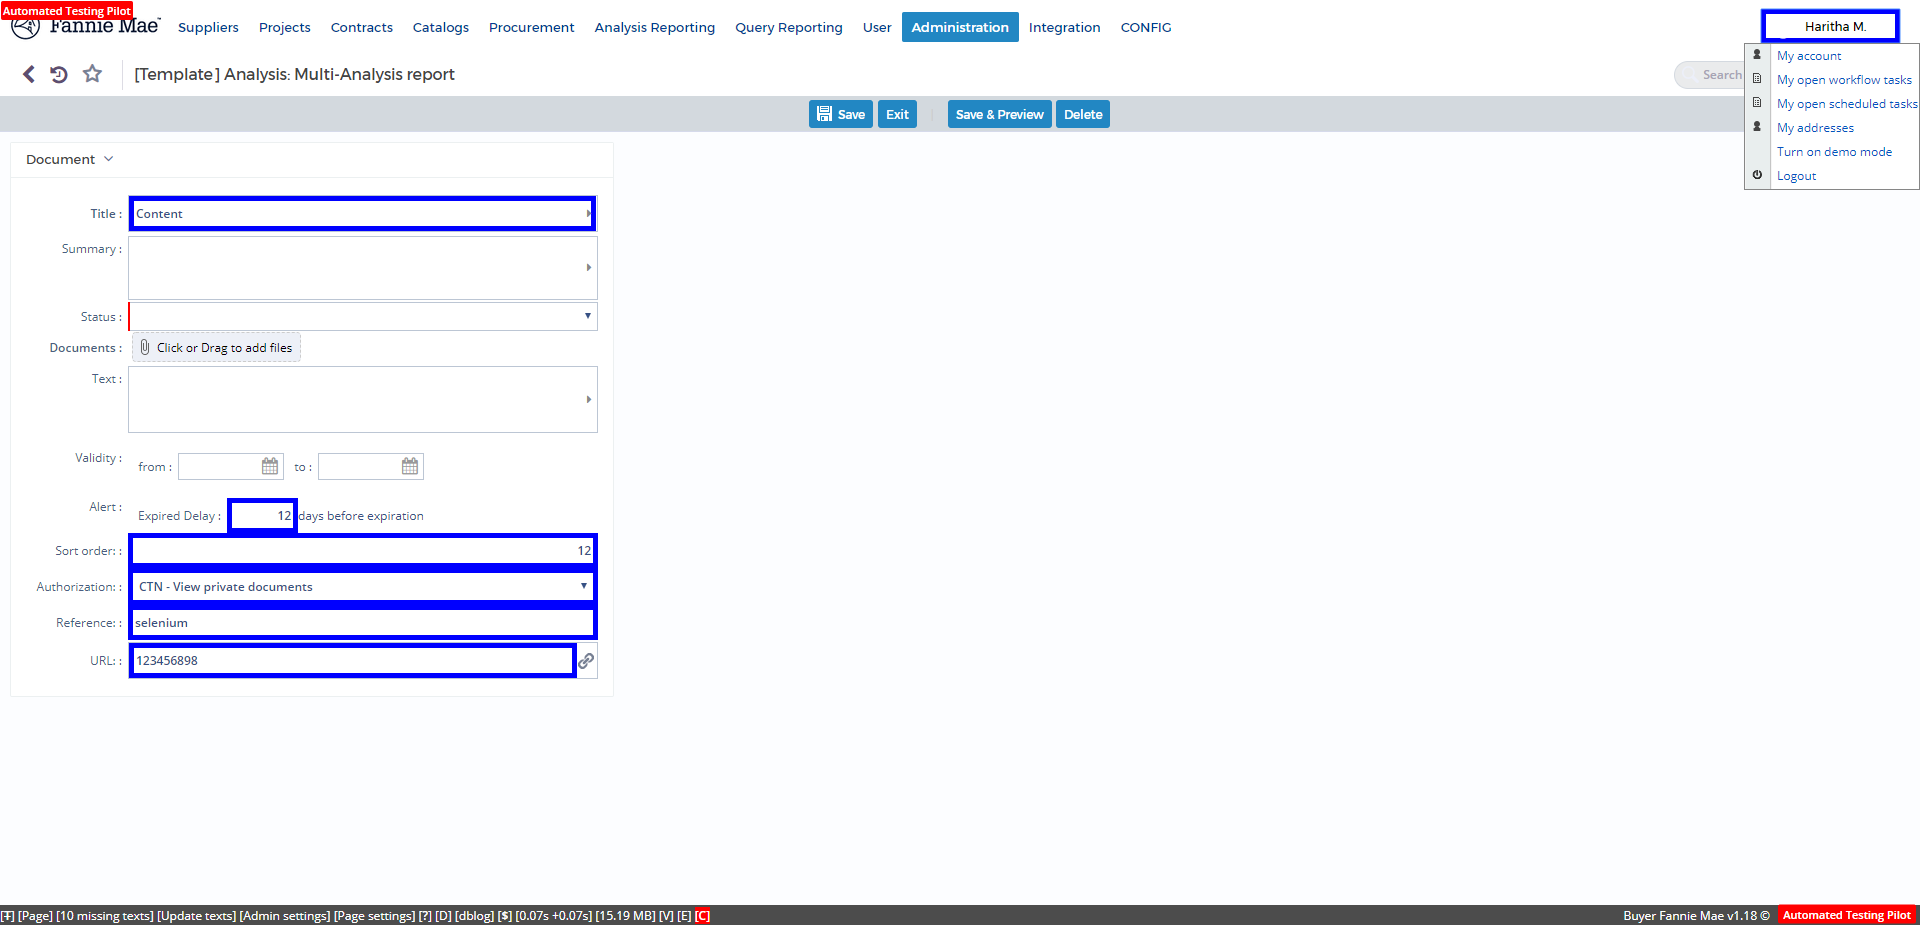 Automated Testing Pilot
Fannie Mae
Suppliers Projects Contracts Catalogs Procurement Analysis Reporting Query Reporting User Administration Integration CONFIG
Haritha M.
[Template] Analysis: Multi-Analysis report
Search
My account
My open workflow tasks
My open scheduled tasks
My addresses
Turn on demo mode
Logout
Save Exit Save & Preview Delete
Document
Title : Content
Summary :
Status :
Documents : Click or Drag to add files
Text :
Validity : from : to :
Alert : Expired Delay : 12 days before expiration
Sort order: : 12
Authorization: : CTN - View private documents
Reference: : selenium
URL: : 123456898
[T] [Page] [10 missing texts] [Update texts] [Admin settings] [Page settings] [?] [D] [dblog] [$] [0.07s +0.07s] [15.19 MB] [V] [E] [C]
Buyer Fannie Mae v1.18 © Automated Testing Pilot